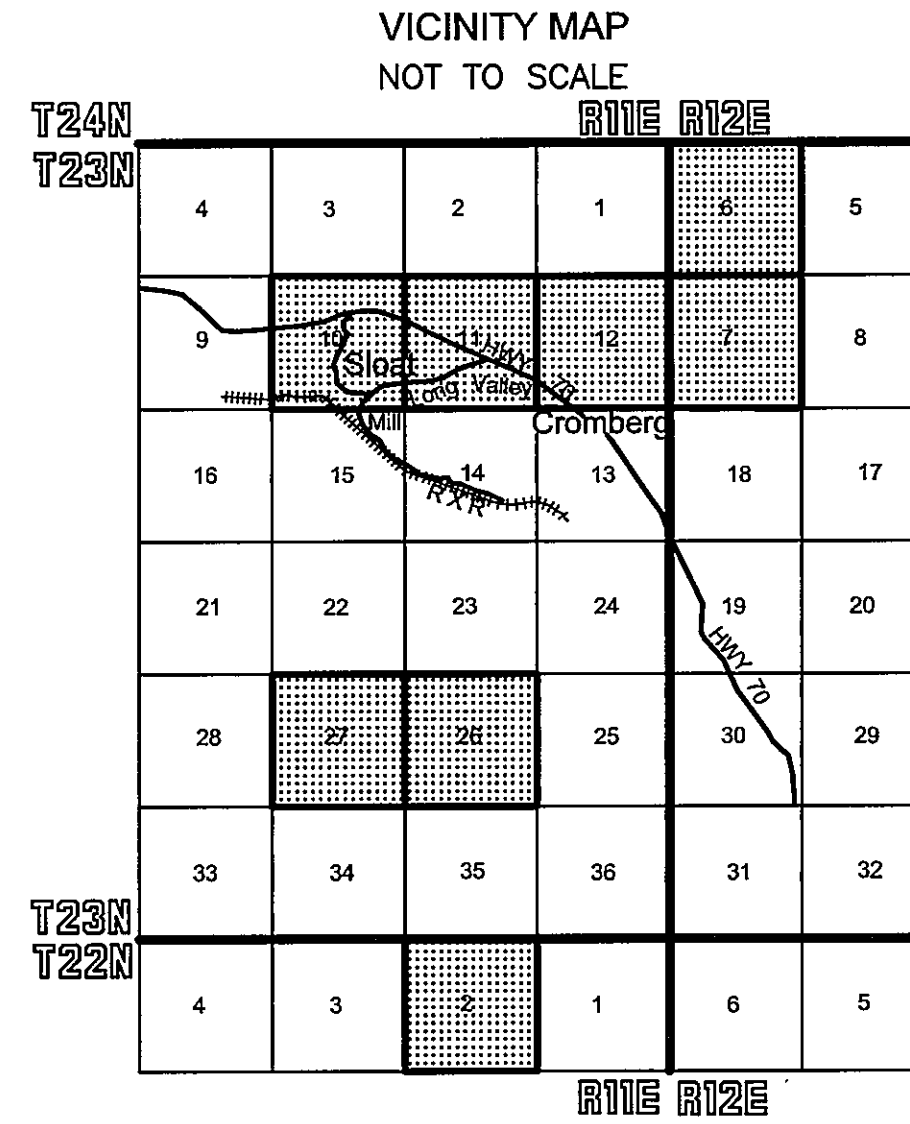 VICINITY MAP
NOT TO SCALE
T24N R11E R12E
T23N
4 3 2 1 6 5
9 10 11 12 7 8
HWY 70
Sloat
Long Valley
Mill Cromberg
16 15 14 13 18 17
RXR
21 22 23 24 19 20
HWY 70
28 27 26 25 30 29
33 34 35 36 31 32
T23N
T22N
4 3 2 1 6 5
R11E R12E